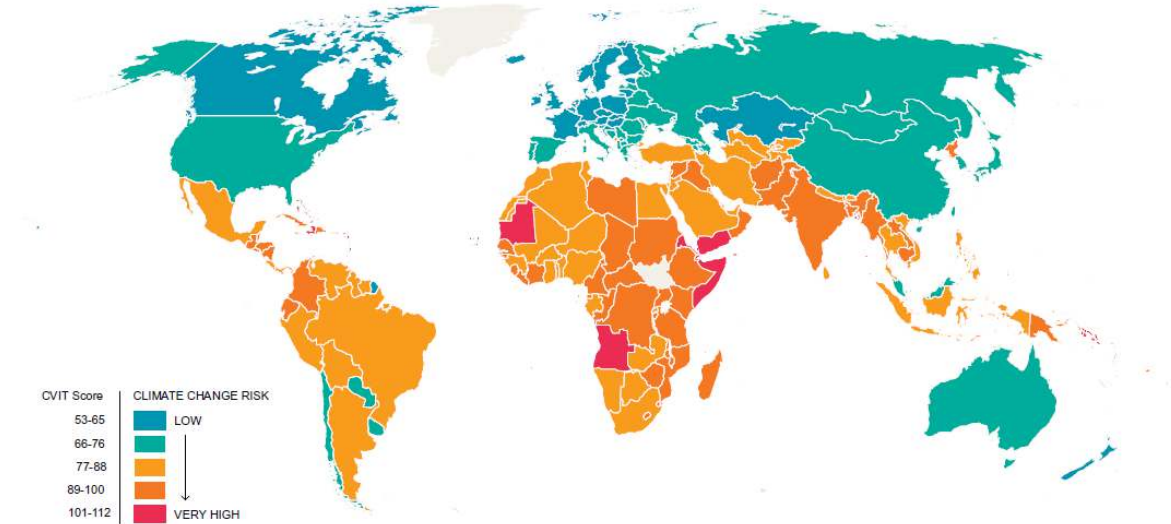 CVIT Score CLIMATE CHANGE RISK
53-65 LOW
66-76
77-88
89-100
101-112 VERY HIGH